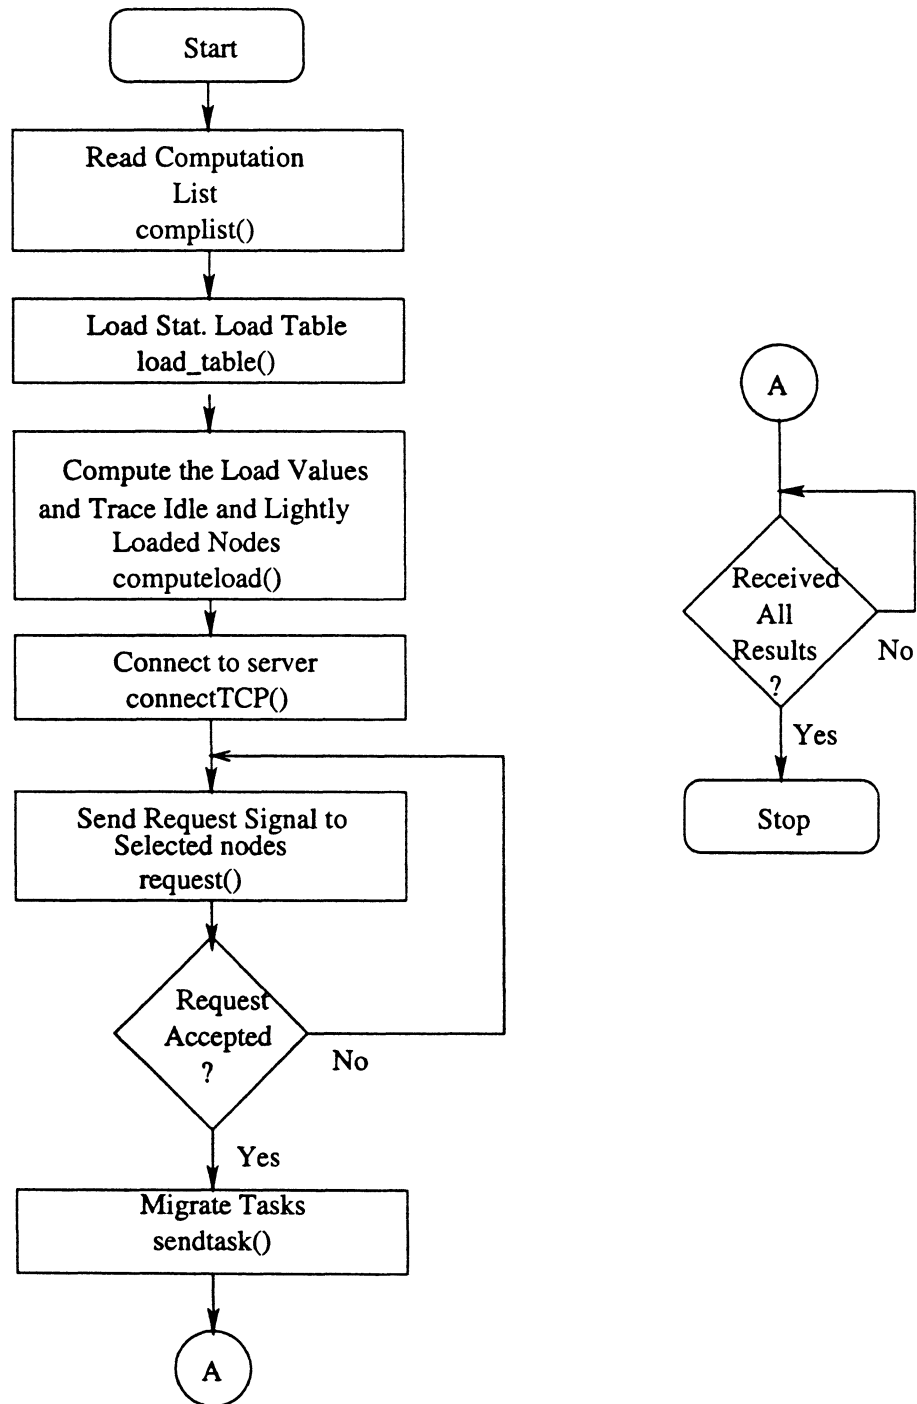 Start
Read Computation
List
complist()
Load Stat. Load Table
load_table()
Compute the Load Values
and Trace Idle and Lightly
Loaded Nodes
computeload()
Connect to server
connectTCP()
Send Request Signal to
Selected nodes
request()
Request
Accepted
?
No
Yes
Migrate Tasks
sendtask()
A
A
Received
All
Results
?
No
Yes
Stop